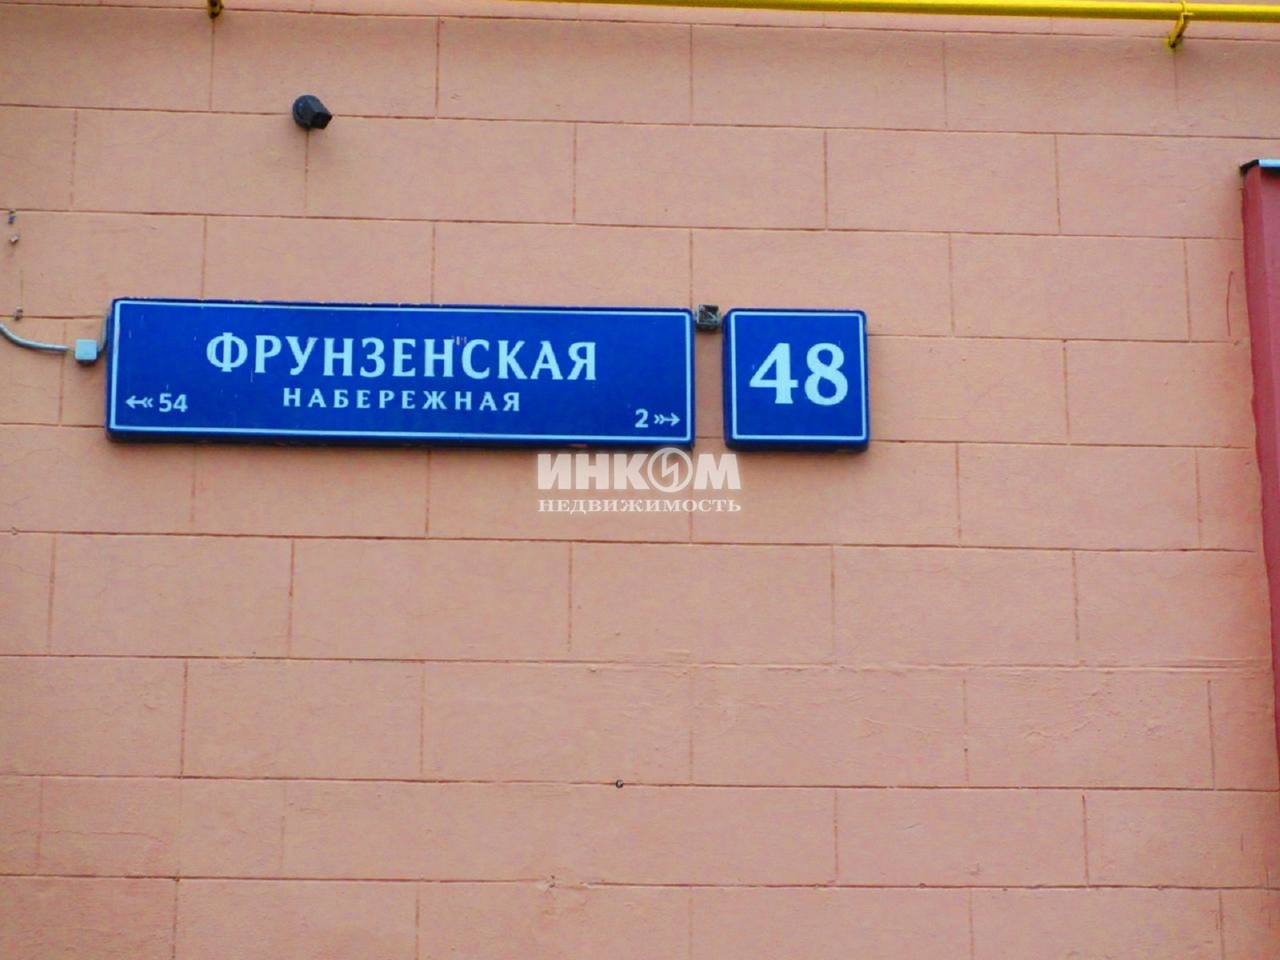 ФРУНЗЕНСКАЯ
НАБЕРЕЖНАЯ
54
2
48
ИНКОМ
НЕДВИЖИМОСТЬ